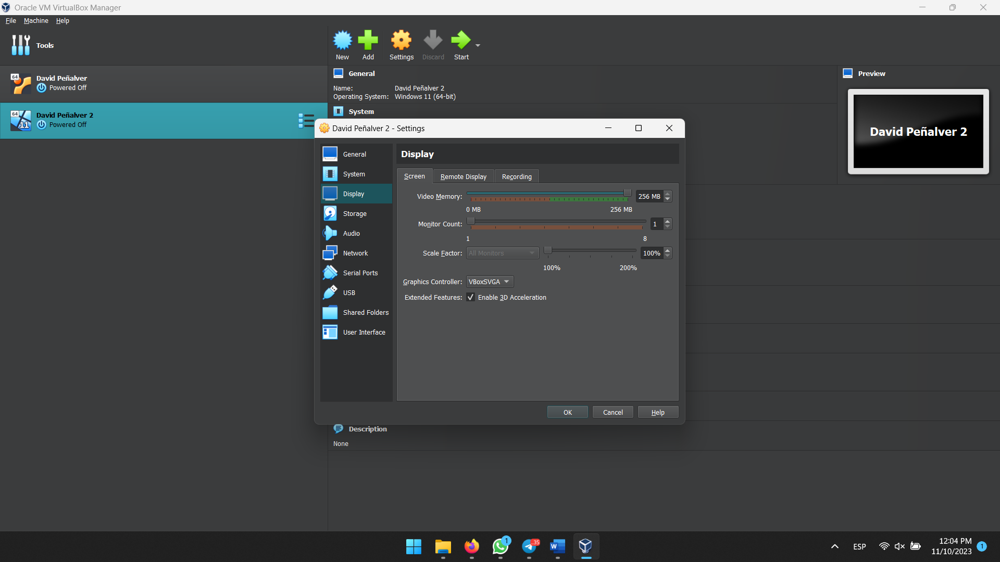 Oracle VM VirtualBox Manager
File Machine Help
Tools
New Add Settings Discard Start
64
David Peñalver
Powered Off
64
11
David Peñalver 2
Powered Off
General
Name: David Peñalver 2
Operating System: Windows 11 (64-bit)
System
Preview
David Peñalver 2
David Peñalver 2 - Settings
General
System
Display
Storage
Audio
Network
Serial Ports
USB
Shared Folders
User Interface
Display
Screen Remote Display Recording
Video Memory: 256 MB
0 MB 256 MB
Monitor Count: 1
1 8
Scale Factor: All Monitors 100%
100% 200%
Graphics Controller: VBoxSVGA
Extended Features: Enable 3D Acceleration
OK Cancel Help
Description
None
1
35
W
ESP
12:04 PM
11/10/2023
1